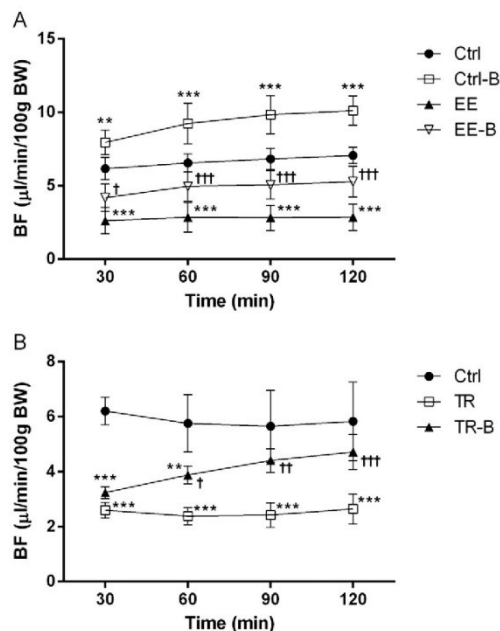 A
15
10
5
0
BF (µl/min/100g BW)
** *** *** ***
† ††† ††† †††
*** *** *** ***
30 60 90 120
Time (min)
Ctrl
Ctrl-B
EE
EE-B
B
8
6
4
2
0
BF (µl/min/100g BW)
*** ** † †† †††
*** *** *** ***
30 60 90 120
Time (min)
Ctrl
TR
TR-B